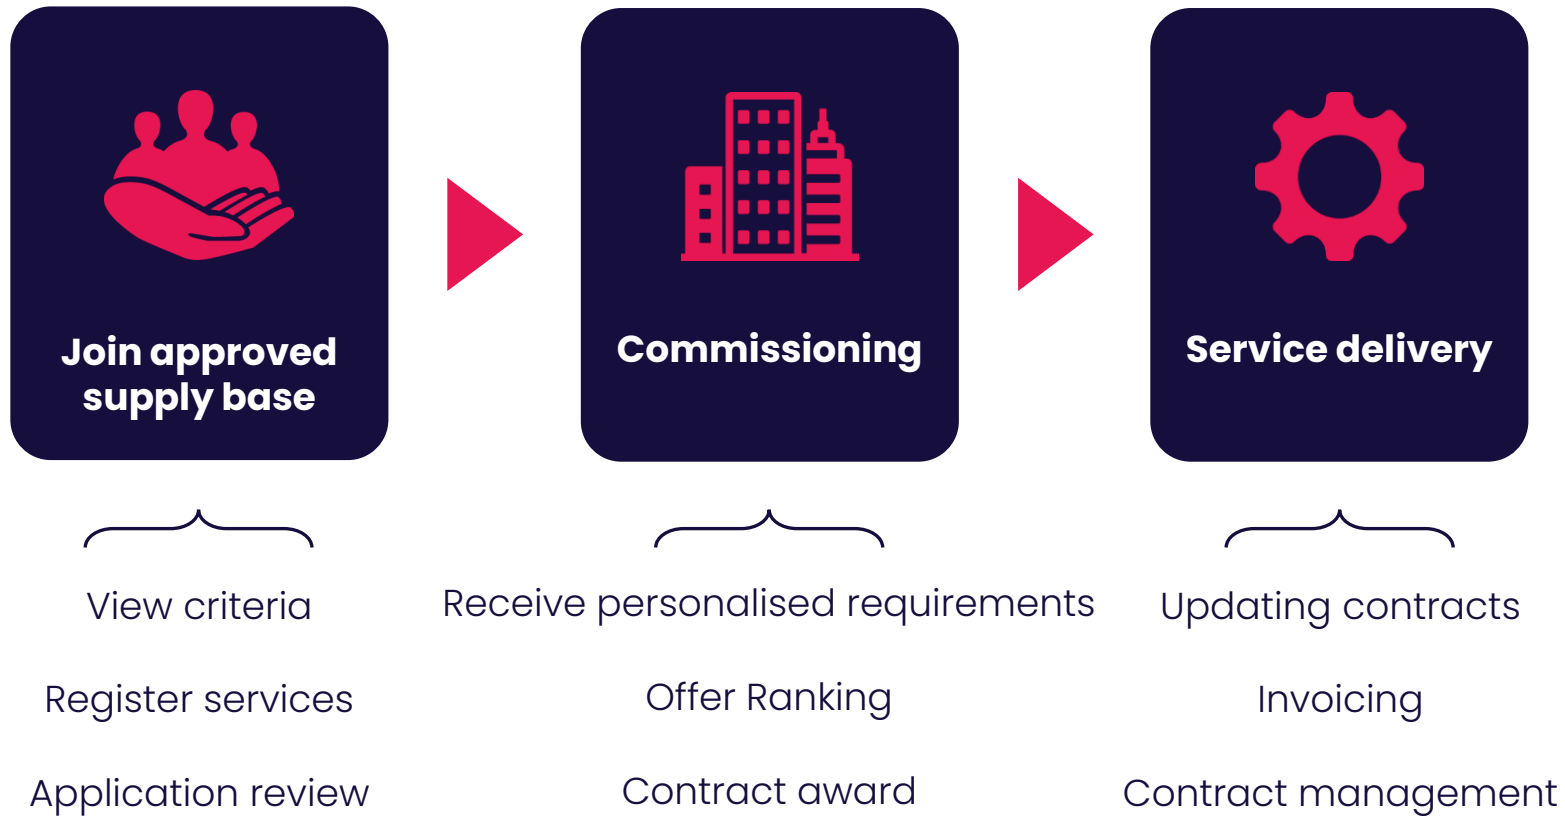 Join approved
supply base
Commissioning
Service delivery
View criteria
Register services
Application review
Receive personalised requirements
Offer Ranking
Contract award
Updating contracts
Invoicing
Contract management